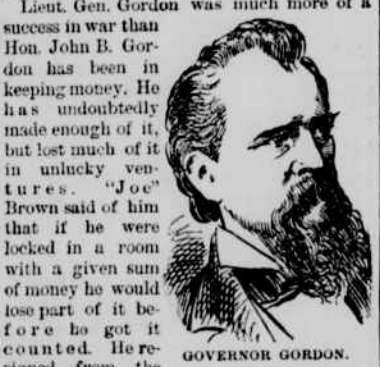 Lieut. Gen. Gordon was much more of a
success in war than
Hon. John B. Gor-
don has been in
keeping money. He
has undoubtedly
made enough of it,
but lost much of it
in unlucky ven-
tures. "Joe"
Brown said of him
that if he were
locked in a room
with a given sum
of money he would
lose part of it be-
fore he got it
counted. He re-
signed from the
GOVERNOR GORDON.